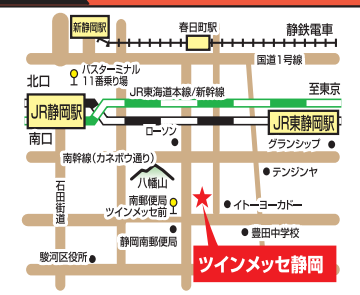 新静岡駅
春日町駅
静鉄電車
国道1号線
北口
バスターミナル
11番乗り場
JR東海道本線/新幹線
至東京
JR静岡駅
JR東静岡駅
南口
ローソン
グランシップ
南幹線(カネボウ通り)
テンジンヤ
八幡山
石田街道
南郵便局
ツインメッセ前
イトーヨーカドー
静岡南郵便局
豊田中学校
駿河区役所
ツインメッセ静岡